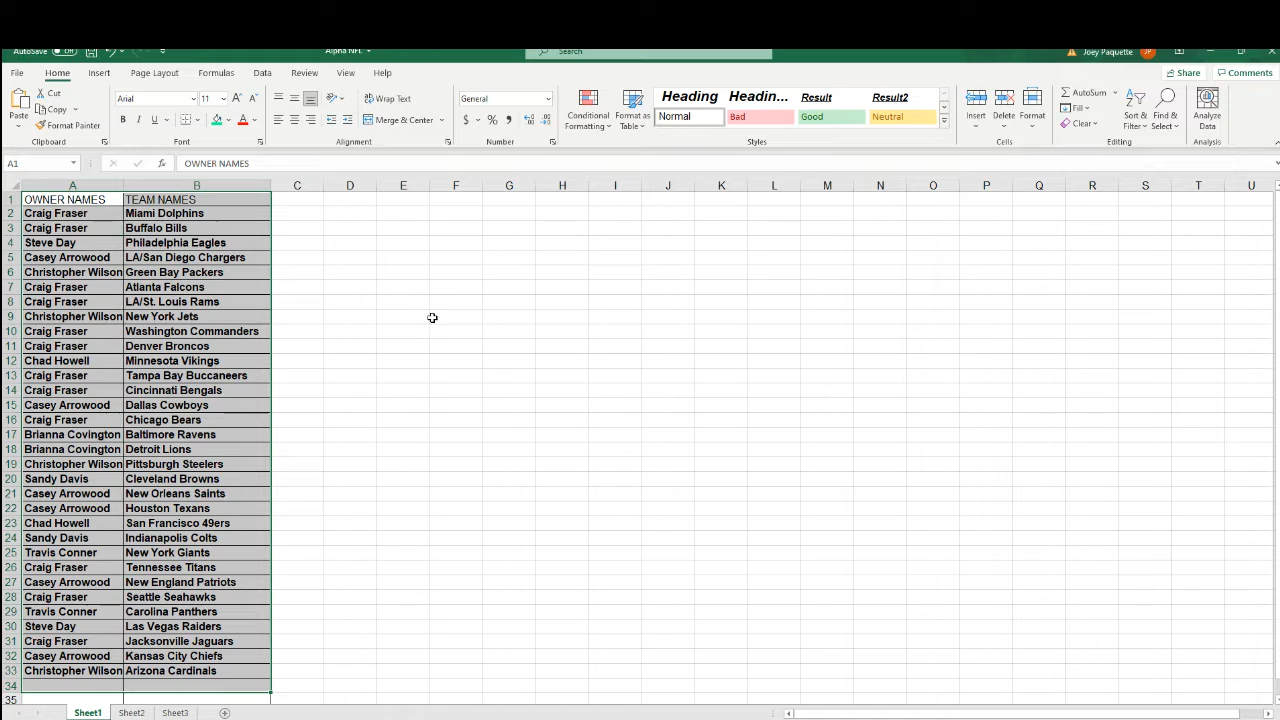 AutoSave Off Alpha NFL Search Joey Paquette JP
File Home Insert Page Layout Formulas Data Review View Help Share Comments
Cut
Copy
Format Painter
Paste
Arial 11
B I U
Wrap Text
Merge & Center
General
$ %
Conditional Formatting
Format as Table
Heading Headin... Result Result2
Normal Bad Good Neutral
Insert Delete Format
AutoSum
Fill
Clear
Sort & Filter
Find & Select
Analyze Data
Clipboard Font Alignment Number Styles Cells Editing Analysis
A1 fx OWNER NAMES
A B C D E F G H I J K L M N O P Q R S T U
1 OWNER NAMES TEAM NAMES
2 Craig Fraser Miami Dolphins
3 Craig Fraser Buffalo Bills
4 Steve Day Philadelphia Eagles
5 Casey Arrowood LA/San Diego Chargers
6 Christopher Wilson Green Bay Packers
7 Craig Fraser Atlanta Falcons
8 Craig Fraser LA/St. Louis Rams
9 Christopher Wilson New York Jets
10 Craig Fraser Washington Commanders
11 Craig Fraser Denver Broncos
12 Chad Howell Minnesota Vikings
13 Craig Fraser Tampa Bay Buccaneers
14 Craig Fraser Cincinnati Bengals
15 Casey Arrowood Dallas Cowboys
16 Craig Fraser Chicago Bears
17 Brianna Covington Baltimore Ravens
18 Brianna Covington Detroit Lions
19 Christopher Wilson Pittsburgh Steelers
20 Sandy Davis Cleveland Browns
21 Casey Arrowood New Orleans Saints
22 Casey Arrowood Houston Texans
23 Chad Howell San Francisco 49ers
24 Sandy Davis Indianapolis Colts
25 Travis Conner New York Giants
26 Craig Fraser Tennessee Titans
27 Casey Arrowood New England Patriots
28 Craig Fraser Seattle Seahawks
29 Travis Conner Carolina Panthers
30 Steve Day Las Vegas Raiders
31 Craig Fraser Jacksonville Jaguars
32 Casey Arrowood Kansas City Chiefs
33 Christopher Wilson Arizona Cardinals
34
35
Sheet1 Sheet2 Sheet3